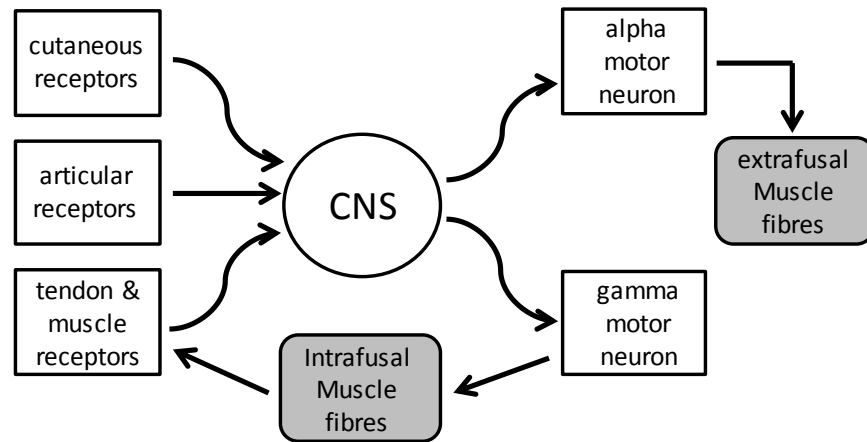 cutaneous
receptors
articular
receptors
tendon &
muscle
receptors
CNS
alpha
motor
neuron
extrafusal
Muscle
fibres
gamma
motor
neuron
Intrafusal
Muscle
fibres